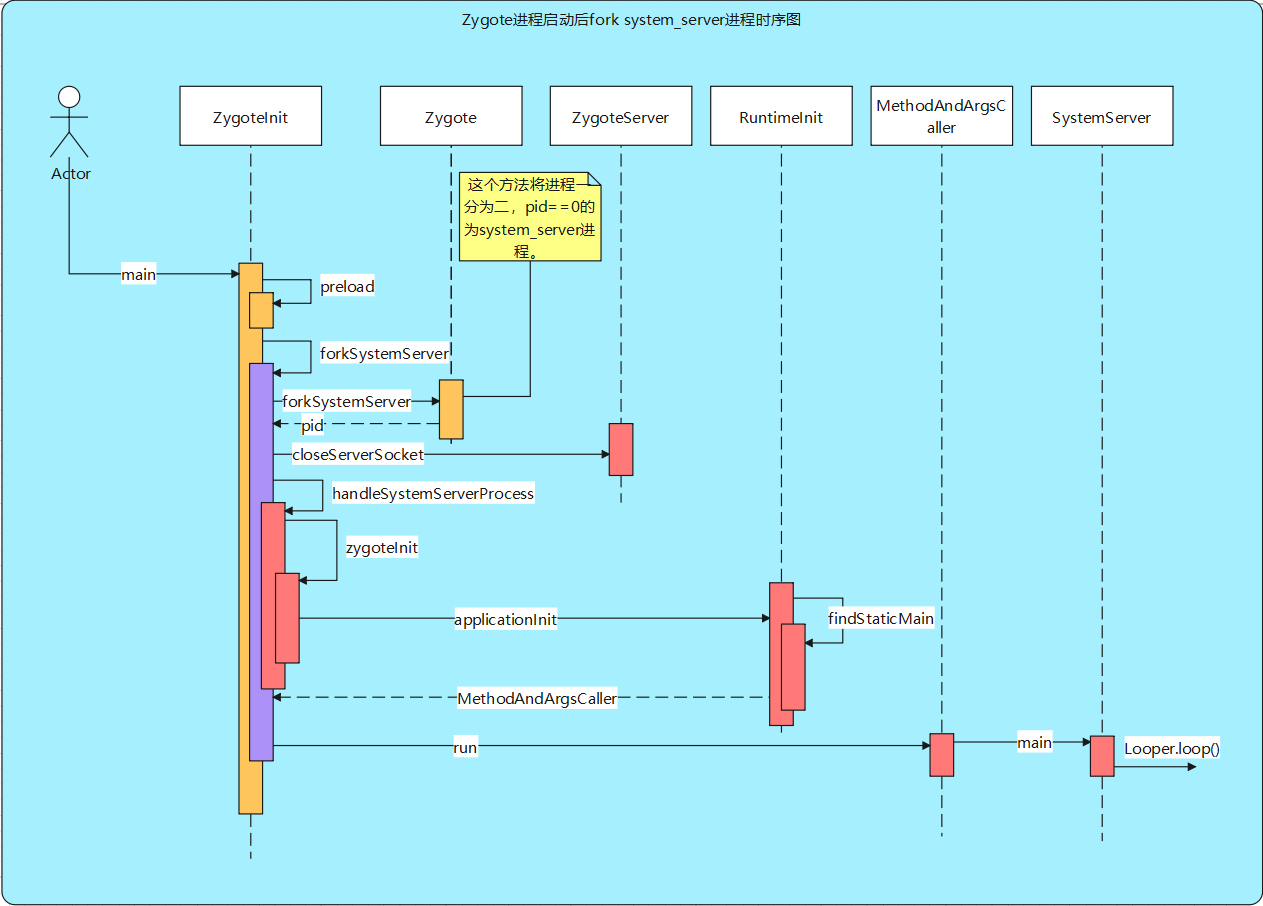 Zygote进程启动后fork system_server进程时序图
Actor
ZygoteInit
Zygote
ZygoteServer
RuntimeInit
MethodAndArgsC
aller
SystemServer
这个方法将进程一
分为二，pid==0的
为system_server进
程。
main
preload
forkSystemServer
forkSystemServer
pid
closeServerSocket
handleSystemServerProcess
zygoteInit
applicationInit
findStaticMain
MethodAndArgsCaller
run
main
Looper.loop()